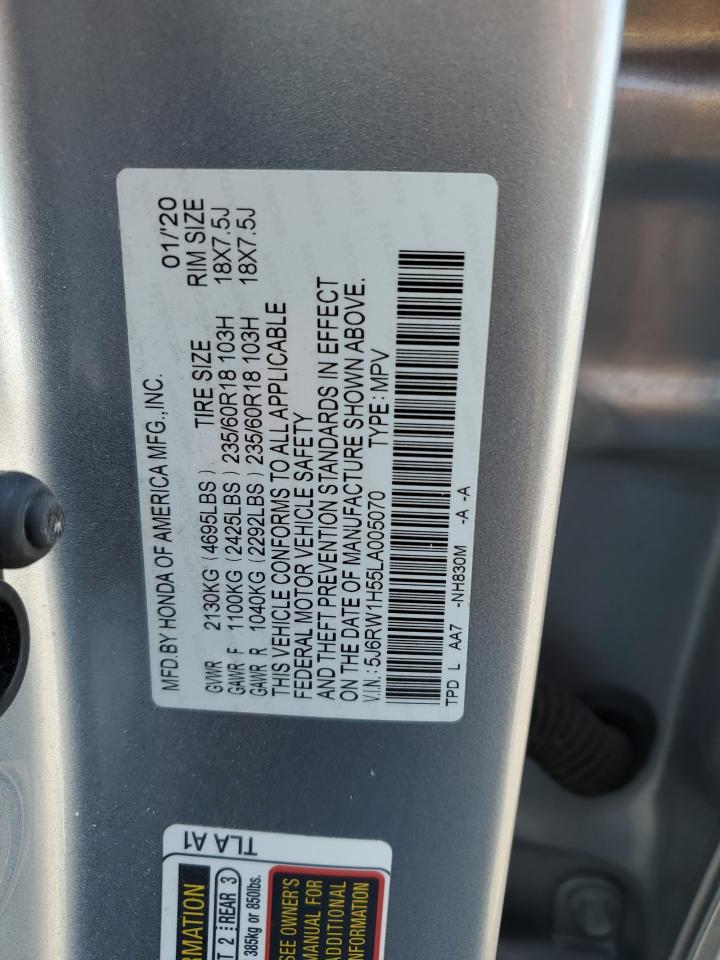 MFD.BY HONDA OF AMERICA MFG.,INC. 01/'20
TIRE SIZE RIM SIZE
GVWR 2130KG (4695LBS)
GAWR F 1100KG (2425LBS) 235/60R18 103H 18X7.5J
GAWR R 1040KG (2292LBS) 235/60R18 103H 18X7.5J
THIS VEHICLE CONFORMS TO ALL APPLICABLE
FEDERAL MOTOR VEHICLE SAFETY
AND THEFT PREVENTION STANDARDS IN EFFECT
ON THE DATE OF MANUFACTURE SHOWN ABOVE.
V.I.N.: 5J6RW1H55LA005070 TYPE: MPV
TPD L AA7 -NH830M -A -A
TLA A1
RMATION
T 2 REAR 3
385kg or 850lbs.
SEE OWNER'S
MANUAL FOR
ADDITIONAL
INFORMATION